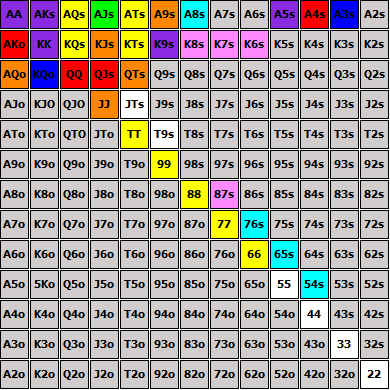 AA AKs AQs AJs ATs A9s A8s A7s A6s A5s A4s A3s A2s
AKo KK KQs KJs KTs K9s K8s K7s K6s K5s K4s K3s K2s
AQo KQo QQ QJs QTs Q9s Q8s Q7s Q6s Q5s Q4s Q3s Q2s
AJo KJO QJO JJ JTs J9s J8s J7s J6s J5s J4s J3s J2s
ATo KTo QTO JTo TT T9s T8s T7s T6s T5s T4s T3s T2s
A9o K9o Q9o J9o T9o 99 98s 97s 96s 95s 94s 93s 92s
A8o K8o Q8o J8o T8o 98o 88 87s 86s 85s 84s 83s 82s
A7o K7o Q7o J7o T7o 97o 87o 77 76s 75s 74s 73s 72s
A6o K6o Q6o J6o T6o 96o 86o 76o 66 65s 64s 63s 62s
A5o 5Ko Q5o J5o T5o 95o 85o 75o 65o 55 54s 53s 52s
A4o K4o Q4o J4o T4o 94o 84o 74o 64o 54o 44 43s 42s
A3o K3o Q3o J3o T3o 93o 83o 73o 63o 53o 43o 33 32s
A2o K2o Q2o J2o T2o 92o 82o 72o 62o 52o 42o 32o 22